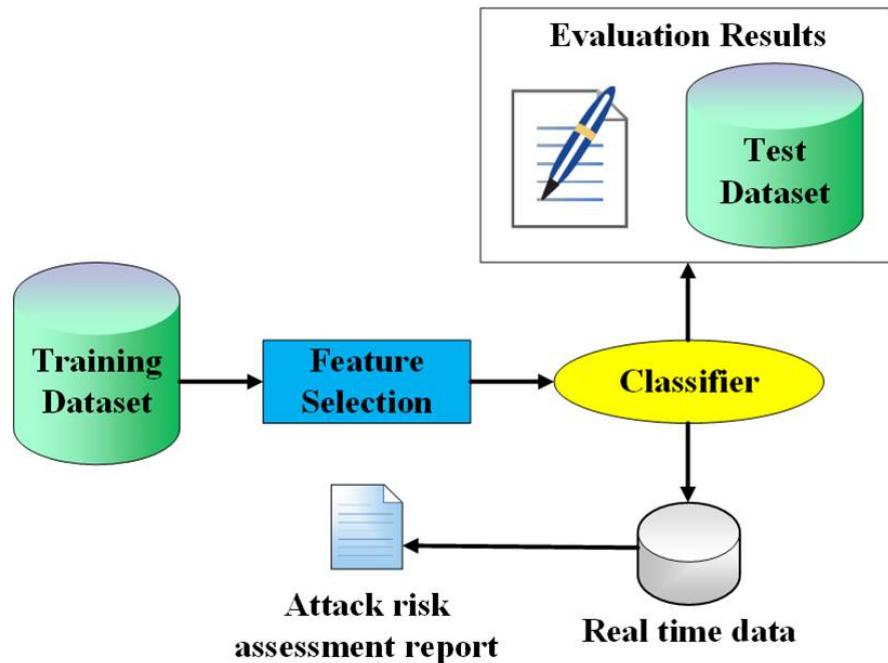 Evaluation Results
Test
Dataset
Training
Dataset
Feature
Selection
Classifier
Attack risk
assessment report
Real time data